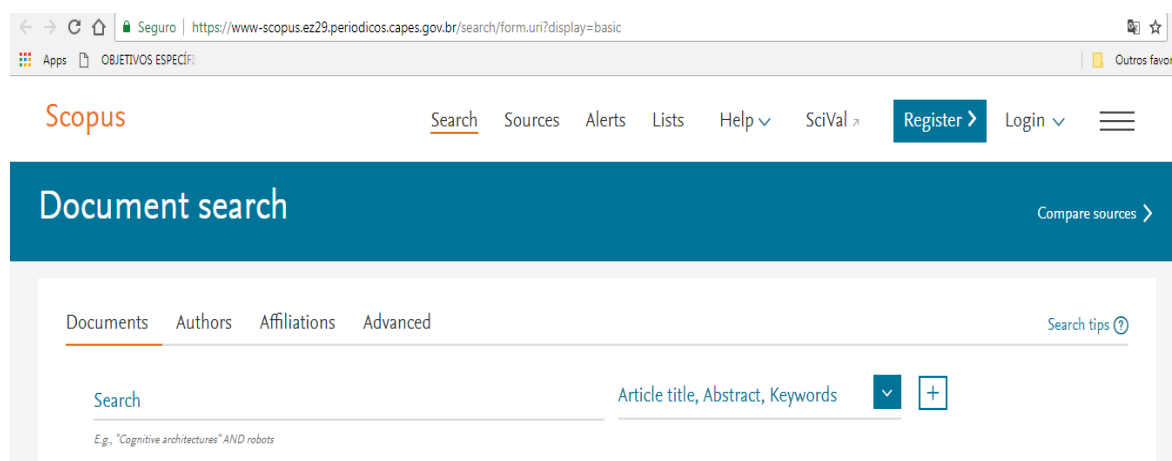 Seguro | https://www-scopus.ez29.periodicos.capes.gov.br/search/form.uri?display=basic
Apps OBJETIVOS ESPECÍFI
Outros favor
Scopus Search Sources Alerts Lists Help SciVal Register Login
Document search
Compare sources
Documents Authors Affiliations Advanced Search tips ?
Search Article title, Abstract, Keywords +
E.g., "Cognitive architectures" AND robots